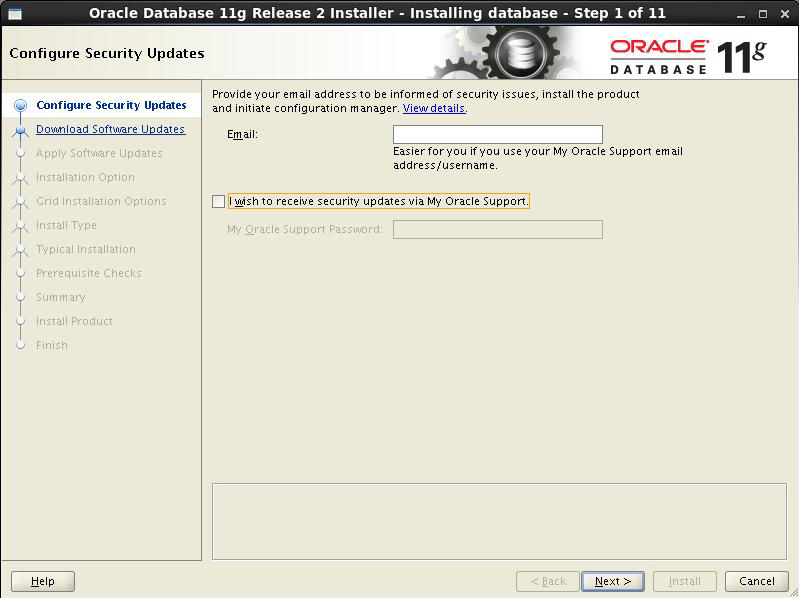 Oracle Database 11g Release 2 Installer - Installing database - Step 1 of 11
Configure Security Updates
ORACLE
DATABASE
11g
Configure Security Updates
Download Software Updates
Apply Software Updates
Installation Option
Grid Installation Options
Install Type
Typical Installation
Prerequisite Checks
Summary
Install Product
Finish
Provide your email address to be informed of security issues, install the product
and initiate configuration manager. View details.
Email:
Easier for you if you use your My Oracle Support email
address/username.
I wish to receive security updates via My Oracle Support.
My Oracle Support Password:
Help
< Back
Next >
Install
Cancel